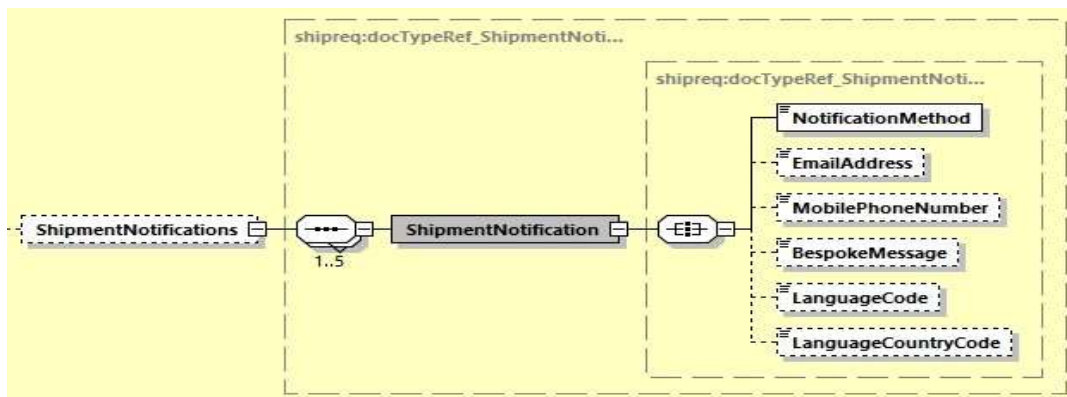 shipreq:docTypeRef_ShipmentNoti...
shipreq:docTypeRef_ShipmentNoti...
NotificationMethod
EmailAddress
MobilePhoneNumber
ShipmentNotifications
ShipmentNotification
1..5
BespokeMessage
LanguageCode
LanguageCountryCode